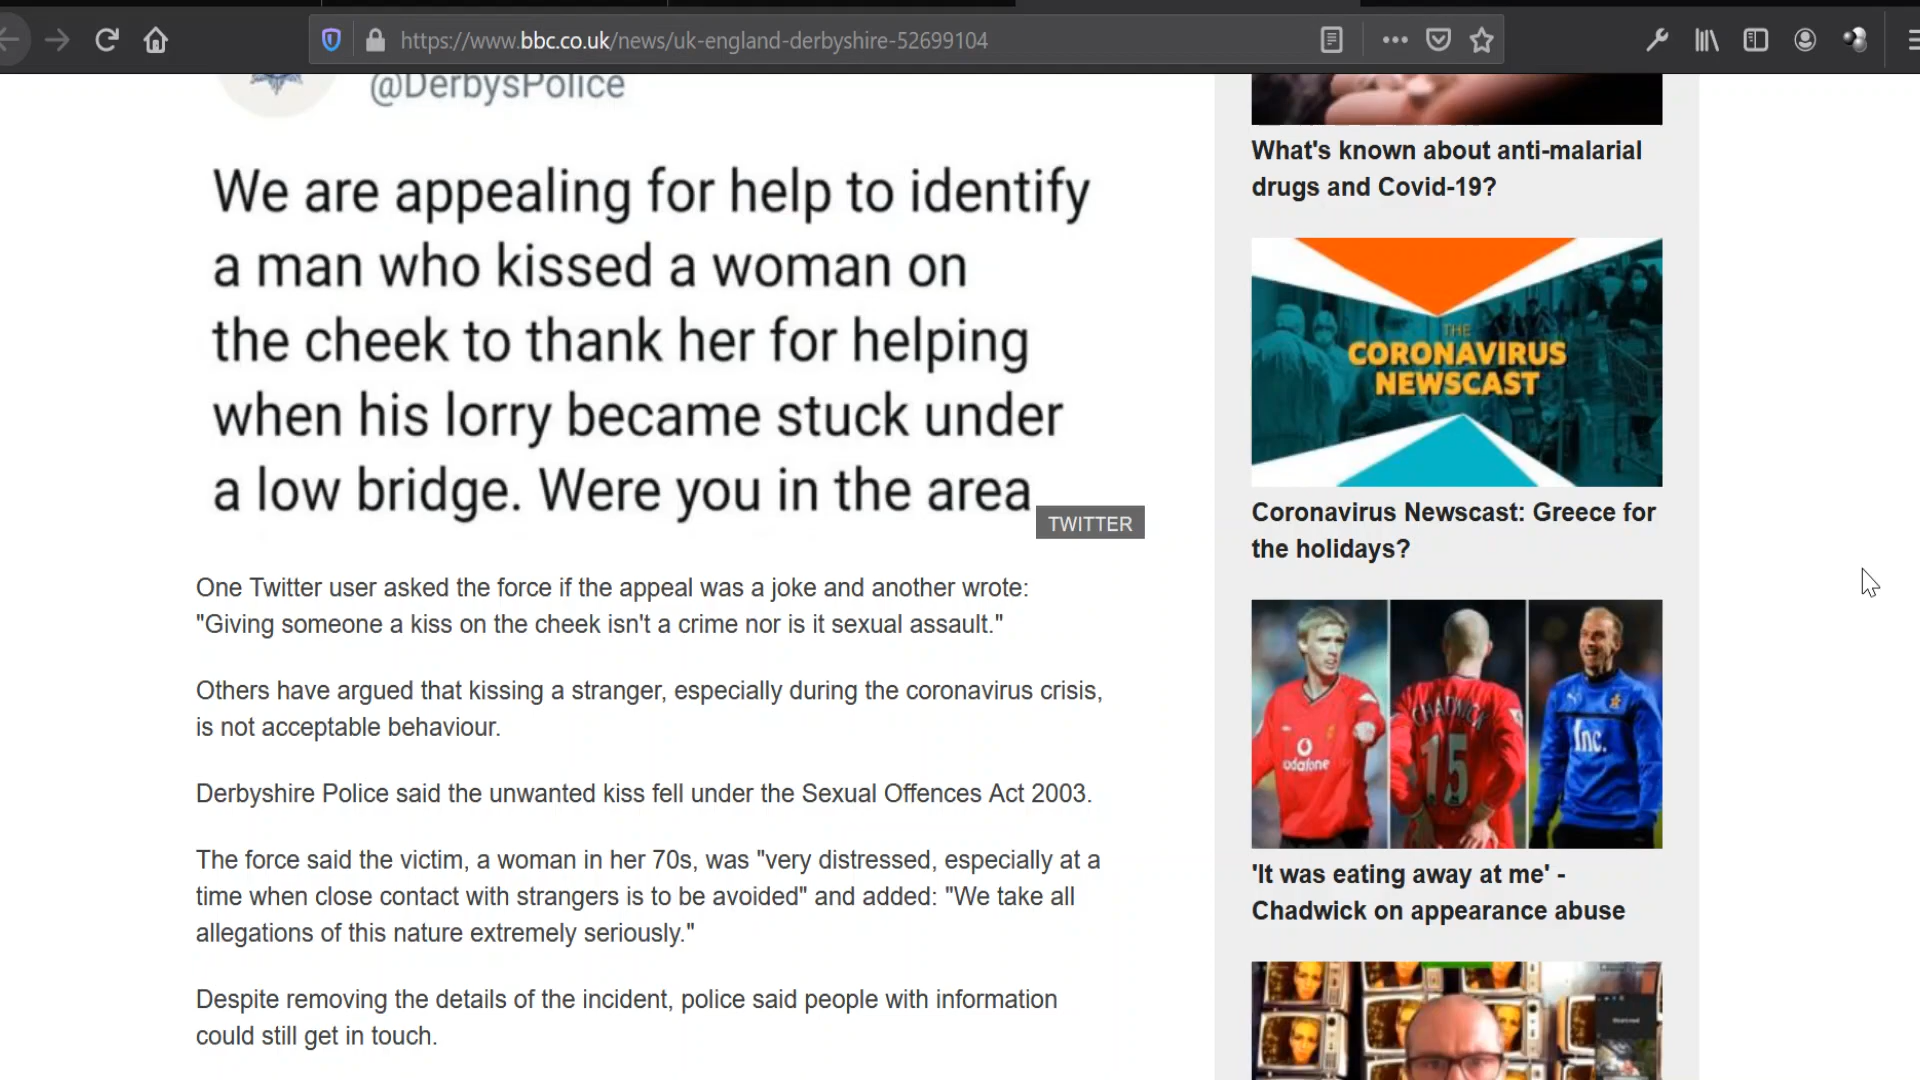 https://www.bbc.co.uk/news/uk-england-derbyshire-52699104
@DerbysPolice
We are appealing for help to identify
a man who kissed a woman on
the cheek to thank her for helping
when his lorry became stuck under
a low bridge. Were you in the area
TWITTER
One Twitter user asked the force if the appeal was a joke and another wrote:
"Giving someone a kiss on the cheek isn't a crime nor is it sexual assault."
Others have argued that kissing a stranger, especially during the coronavirus crisis,
is not acceptable behaviour.
Derbyshire Police said the unwanted kiss fell under the Sexual Offences Act 2003.
The force said the victim, a woman in her 70s, was "very distressed, especially at a
time when close contact with strangers is to be avoided" and added: "We take all
allegations of this nature extremely seriously."
Despite removing the details of the incident, police said people with information
could still get in touch.
What's known about anti-malarial
drugs and Covid-19?
THE
CORONAVIRUS
NEWSCAST
Coronavirus Newscast: Greece for
the holidays?
vodafone
CHADWICK
15
Inc.
'It was eating away at me' -
Chadwick on appearance abuse